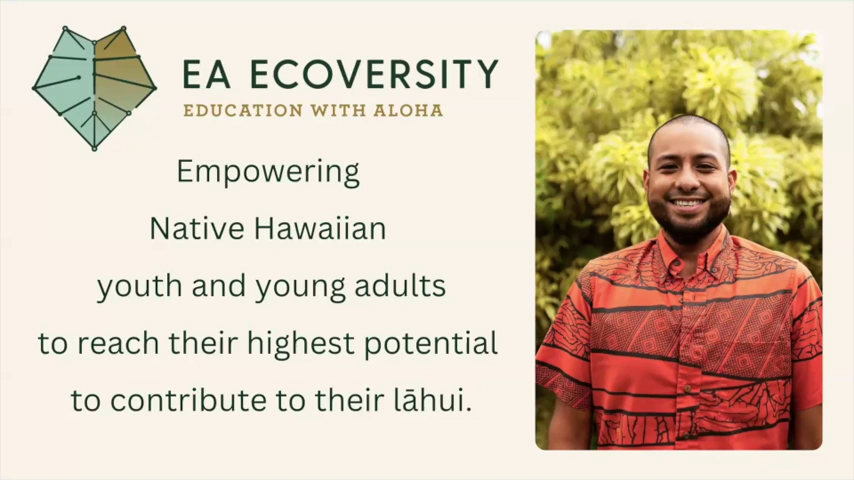 EA ECOVERSITY
EDUCATION WITH ALOHA
Empowering
Native Hawaiian
youth and young adults
to reach their highest potential
to contribute to their lāhui.